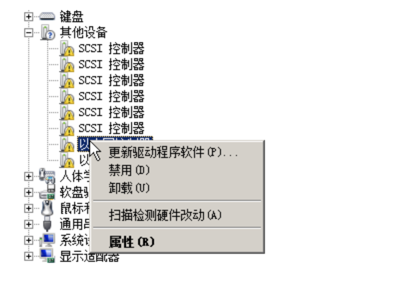 键盘
其他设备
SCSI 控制器
SCSI 控制器
SCSI 控制器
SCSI 控制器
SCSI 控制器
SCSI 控制器
以
更新驱动程序软件(P)...
以
禁用(D)
人体
卸载(U)
软盘
鼠标
扫描检测硬件改动(A)
通用
系统
属性(R)
显示适配器